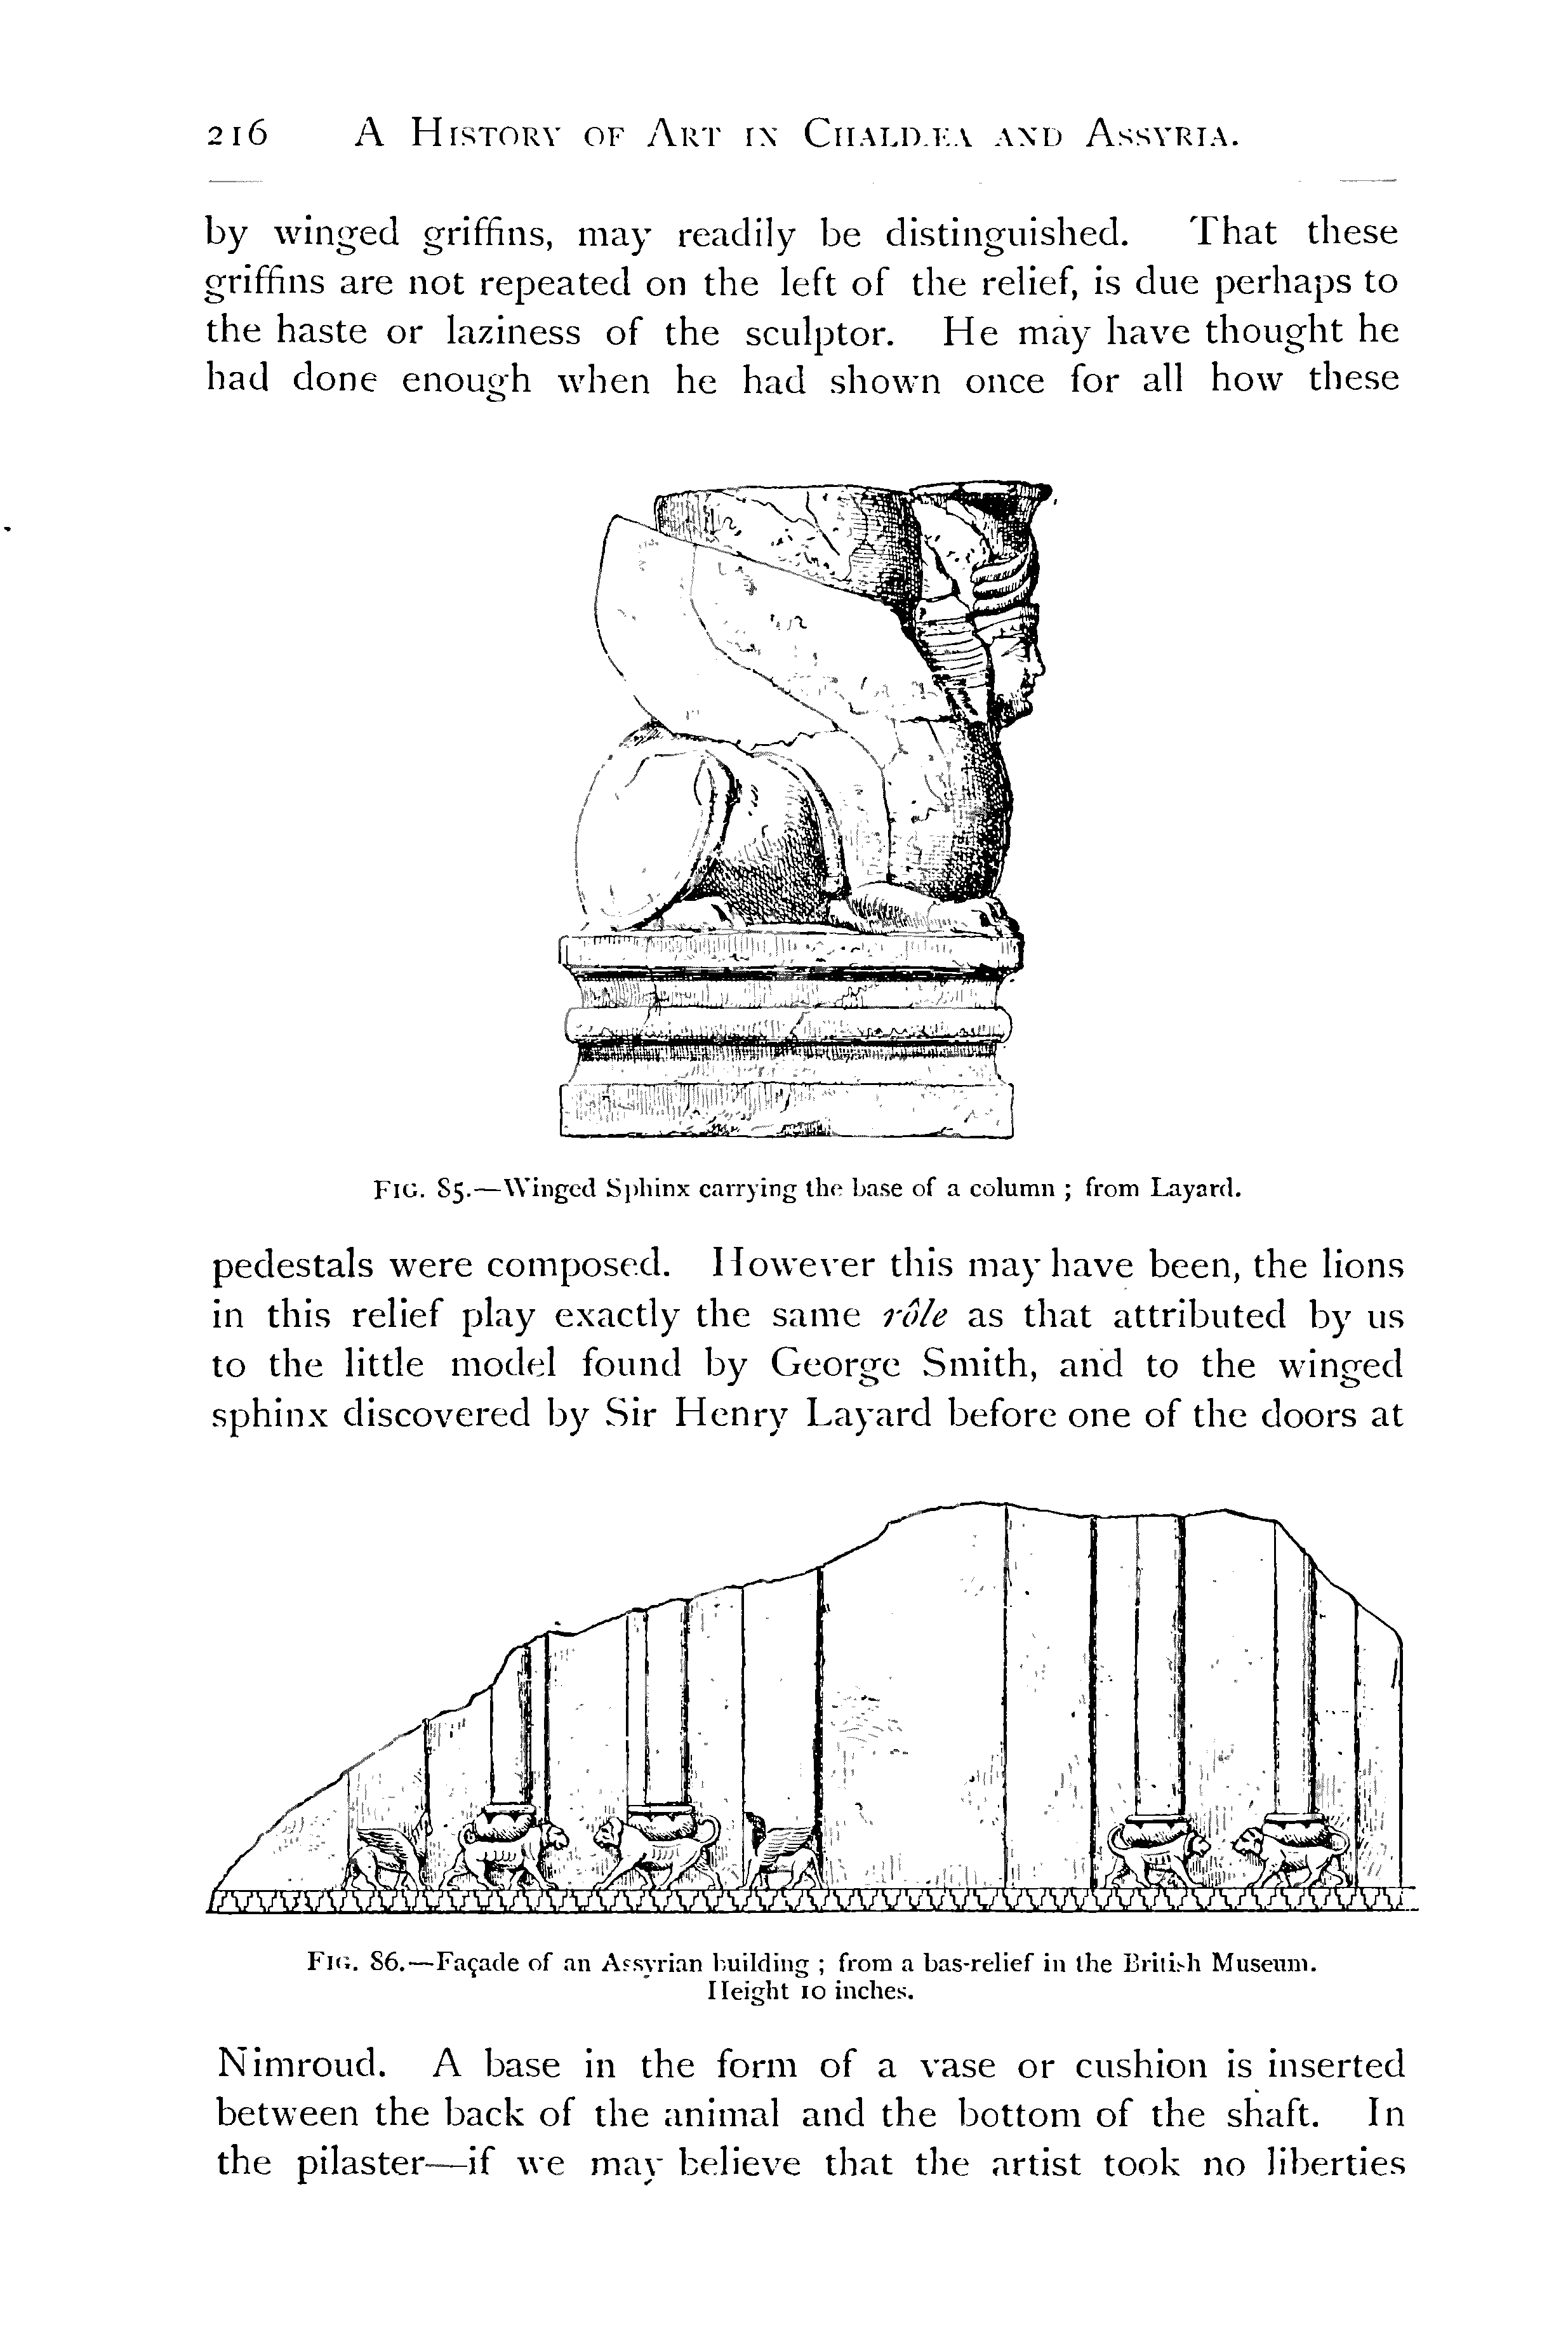 216 A History of Art in Chaldæa and Assyria.
by winged griffins, may readily be distinguished. That these
griffins are not repeated on the left of the relief, is due perhaps to
the haste or laziness of the sculptor. He may have thought he
had done enough when he had shown once for all how these
Fig. 85.—Winged Sphinx carrying the base of a column ; from Layard.
pedestals were composed. However this may have been, the lions
in this relief play exactly the same rôle as that attributed by us
to the little model found by George Smith, and to the winged
sphinx discovered by Sir Henry Layard before one of the doors at
Fig. 86.—Façade of an Assyrian building ; from a bas-relief in the British Museum.
Height 10 inches.
Nimroud. A base in the form of a vase or cushion is inserted
between the back of the animal and the bottom of the shaft. In
the pilaster—if we may believe that the artist took no liberties